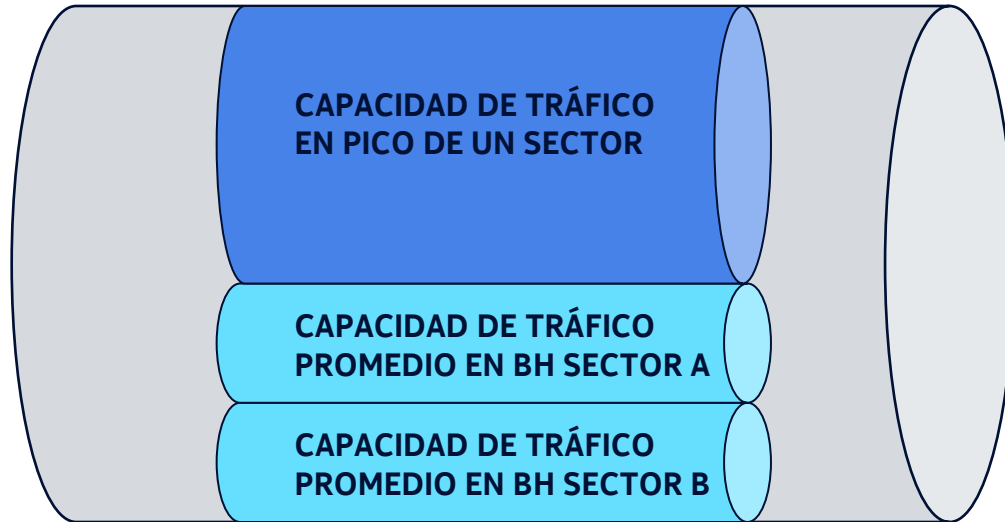 CAPACIDAD DE TRÁFICO
EN PICO DE UN SECTOR
CAPACIDAD DE TRÁFICO
PROMEDIO EN BH SECTOR A
CAPACIDAD DE TRÁFICO
PROMEDIO EN BH SECTOR B